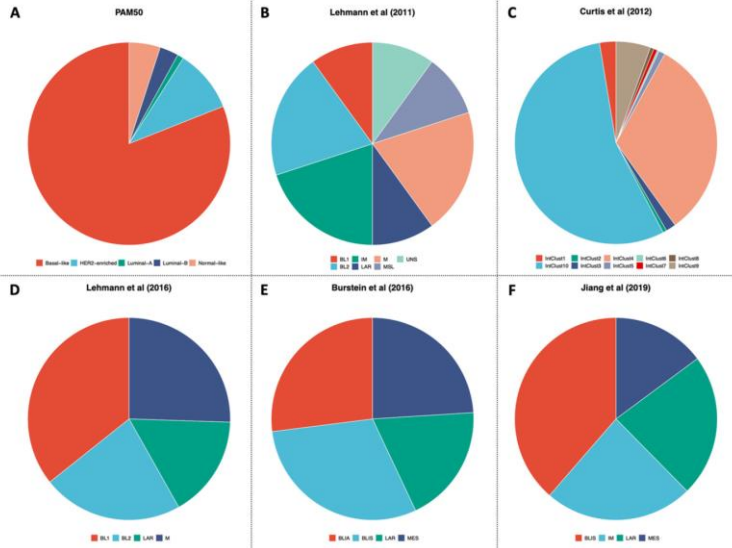 A
PAM50
Basal-like HER2-enriched Luminal-A Luminal-B Normal-like
B
Lehmann et al (2011)
BL1 IM M UNS
BL2 LAR MSL
C
Curtis et al (2012)
IntClust1 IntClust2 IntClust4 IntClust6 IntClust8
IntClust10 IntClust3 IntClust5 IntClust7 IntClust9
D
Lehmann et al (2016)
BL1 BL2 LAR M
E
Burstein et al (2016)
BLIA BLIS LAR MES
F
Jiang et al (2019)
BLIS IM LAR MES